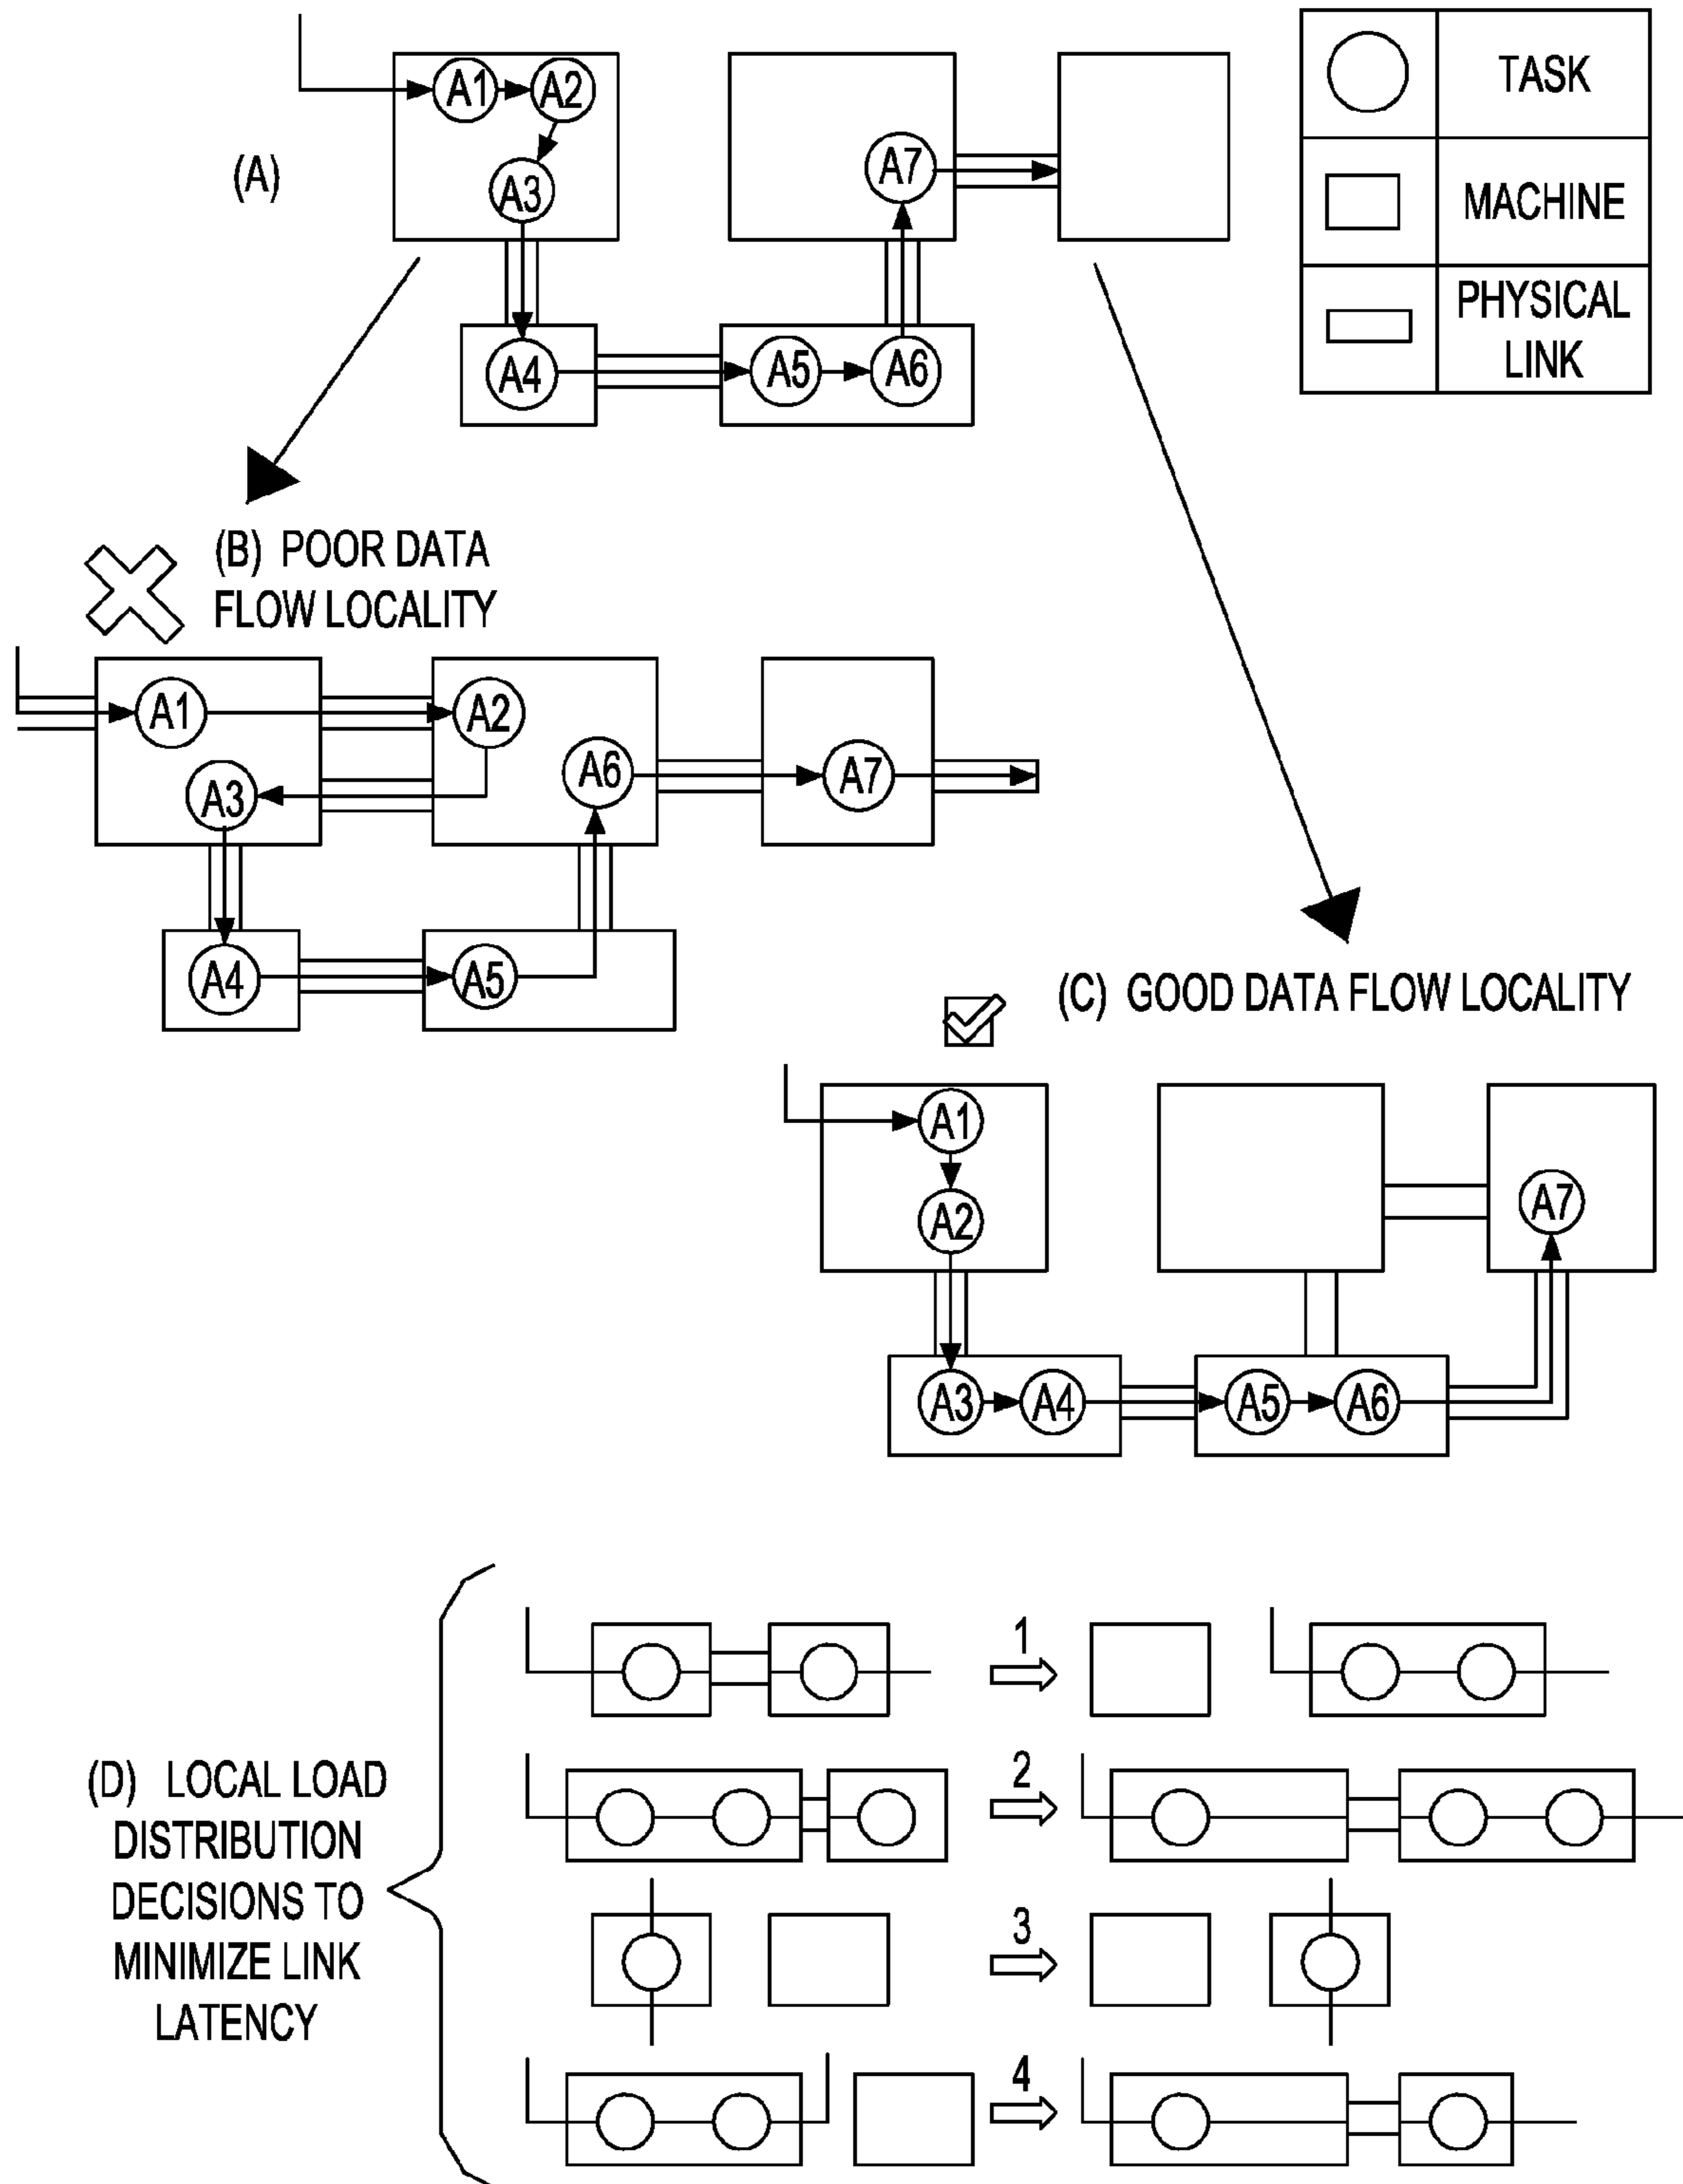 A1
A2
A3
(A)
A7
A4
A5
A6
TASK
MACHINE
PHYSICAL
LINK
(B) POOR DATA
FLOW LOCALITY
A1
A2
A3
A6
A7
A4
A5
(C) GOOD DATA FLOW LOCALITY
A1
A2
A7
A3
A4
A5
A6
(D) LOCAL LOAD
DISTRIBUTION
DECISIONS TO
MINIMIZE LINK
LATENCY
1
2
3
4